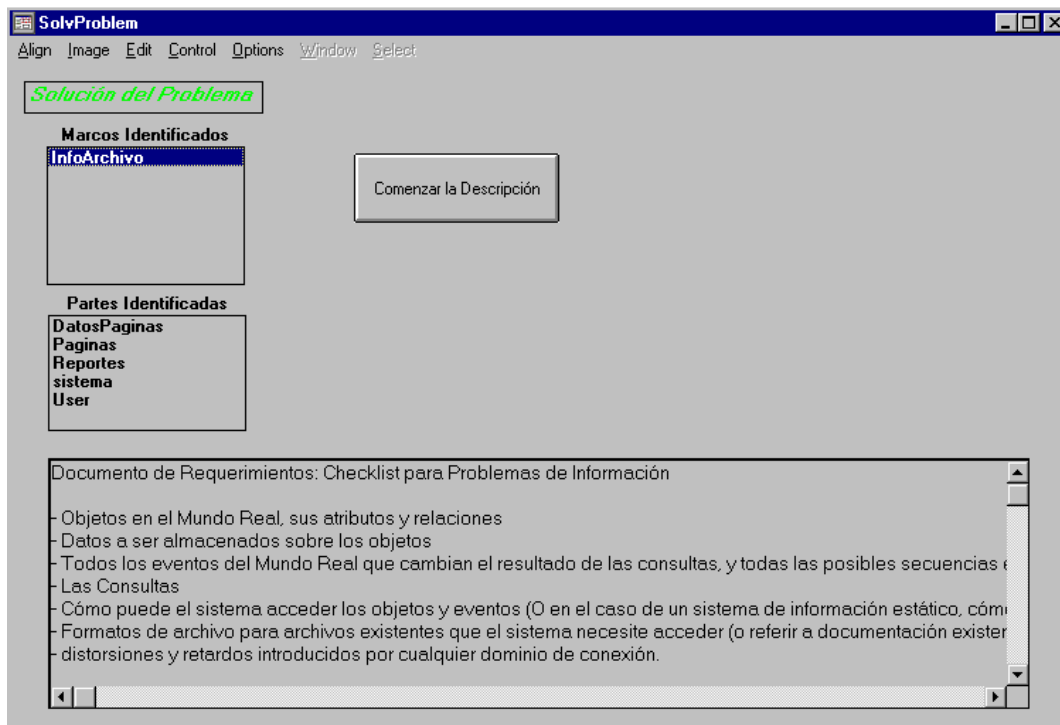 SolvProblem
Align Image Edit Control Options Window Select
Solución del Problema
Marcos Identificados
InfoArchivo
Comenzar la Descripción
Partes Identificadas
DatosPaginas
Paginas
Reportes
sistema
User
Documento de Requerimientos: Checklist para Problemas de Información
- Objetos en el Mundo Real, sus atributos y relaciones
- Datos a ser almacenados sobre los objetos
- Todos los eventos del Mundo Real que cambian el resultado de las consultas, y todas las posibles secuencias
- Las Consultas
- Cómo puede el sistema acceder los objetos y eventos (O en el caso de un sistema de información estático,
- Formatos de archivo para archivos existentes que el sistema necesite acceder (o referir a documentación
- distorsiones y retardos introducidos por cualquier dominio de conexión.